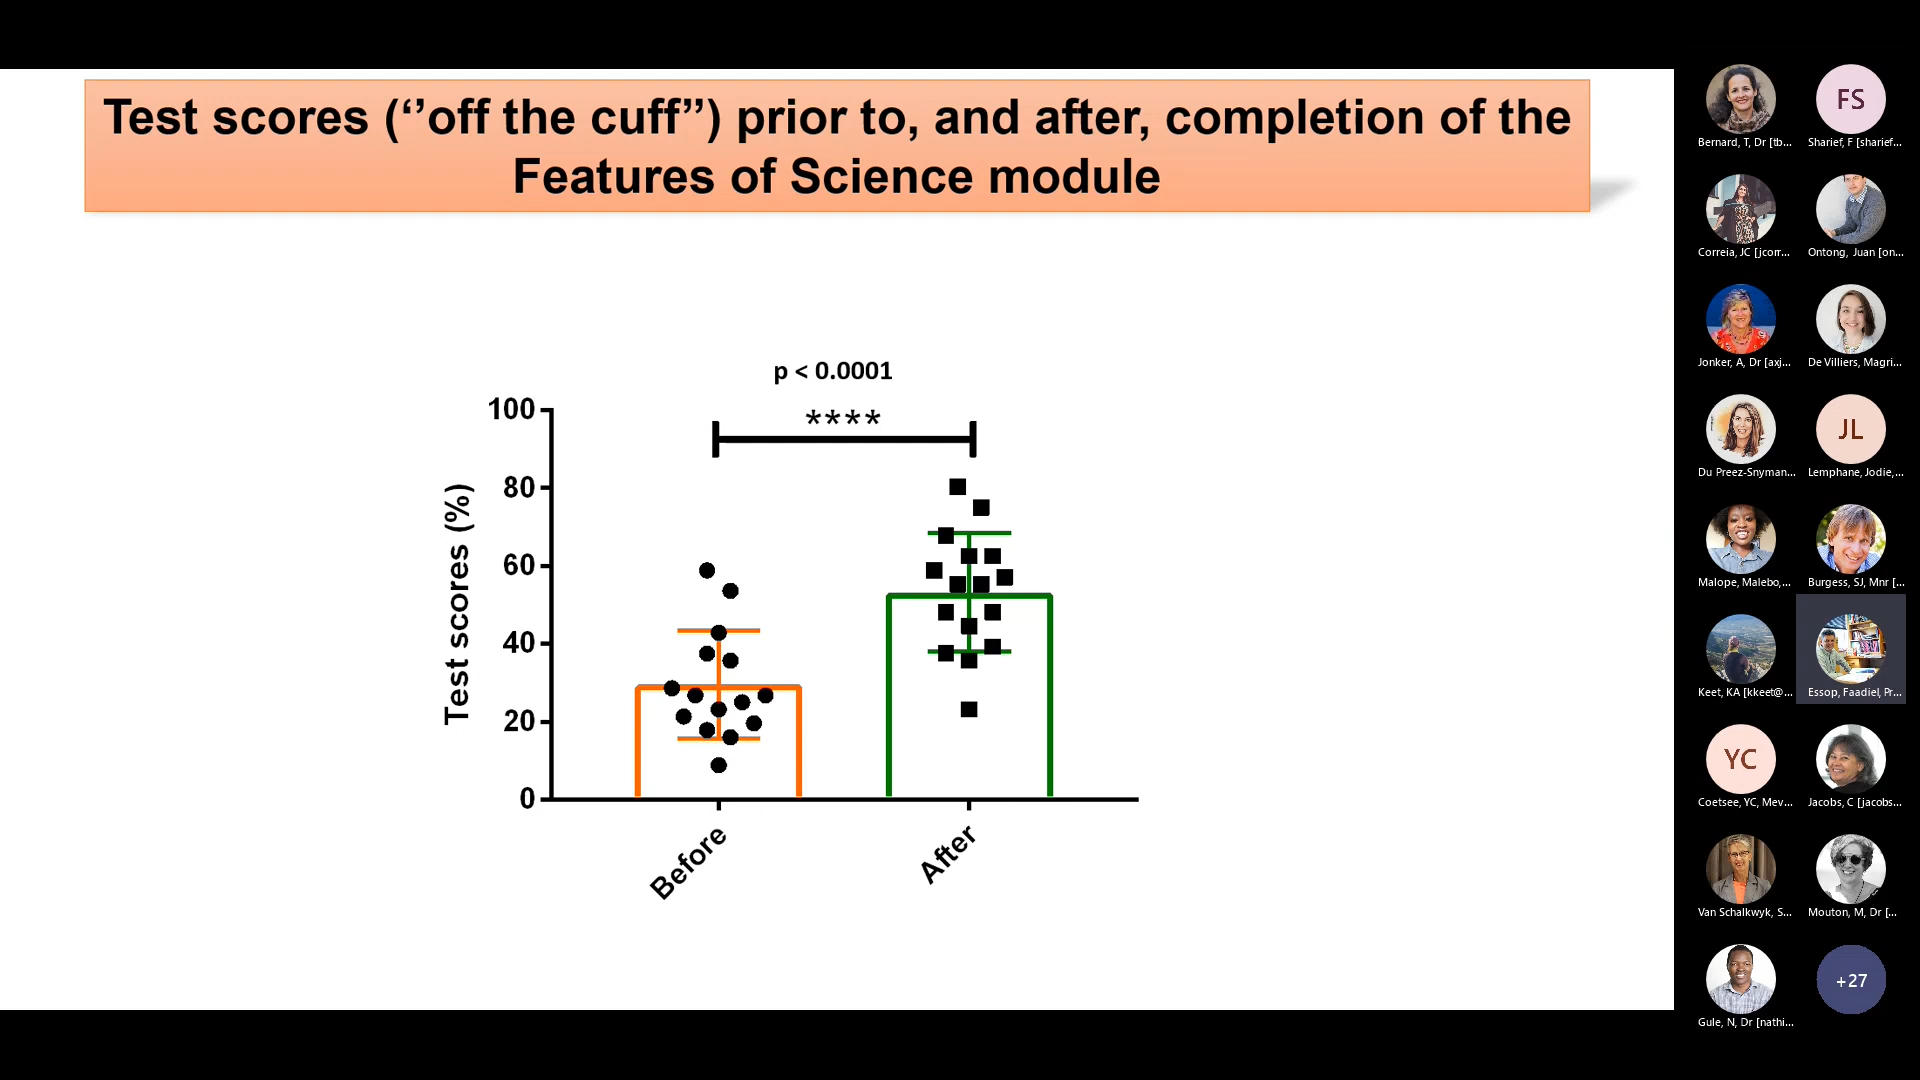 Test scores (‘’off the cuff”) prior to, and after, completion of the
Features of Science module
p < 0.0001
****
100
80
60
40
20
0
Test scores (%)
Before
After
Bernard, T, Dr [tb...
FS
Sharief, F [sharief...
Correia, JC [jcorr...
Ontong, Juan [on...
Jonker, A, Dr [axj...
De Villiers, Magri...
Du Preez-Snyman...
JL
Lemphane, Jodie,...
Malope, Malebo,...
Burgess, SJ, Mnr [...
Keet, KA [kkeet@...
Essop, Faadiel, Pr...
YC
Coetsee, YC, Mev...
Jacobs, C [jacobs...
Van Schalkwyk, S...
Mouton, M, Dr [...
Gule, N, Dr [nathi...
+27